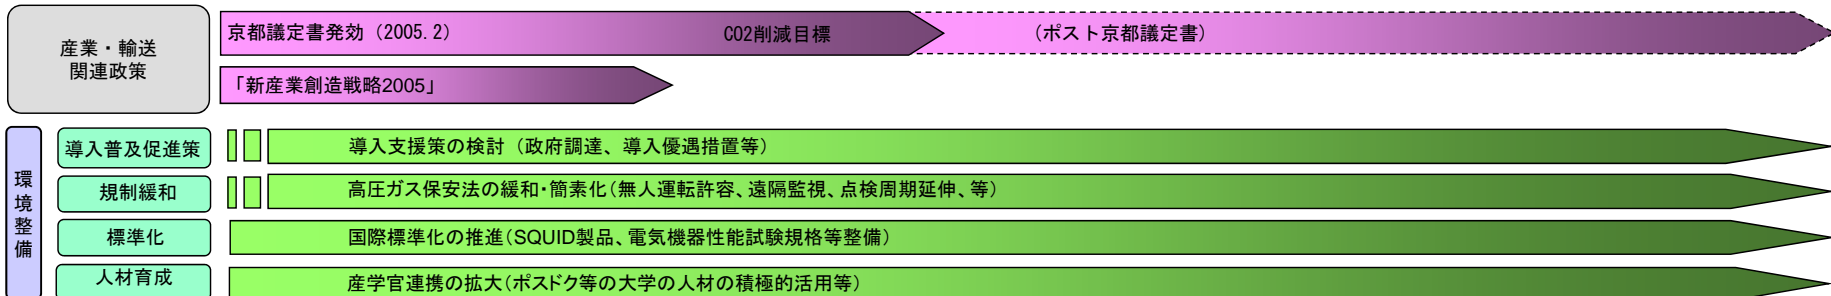 産業・輸送
関連政策
京都議定書発効（2005.2） CO2削減目標 （ポスト京都議定書）
「新産業創造戦略2005」
環境整備
導入普及促進策
導入支援策の検討（政府調達、導入優遇措置等）
規制緩和
高圧ガス保安法の緩和・簡素化（無人運転許容、遠隔監視、点検周期延伸、等）
標準化
国際標準化の推進（SQUID製品、電気機器性能試験規格等整備）
人材育成
産学官連携の拡大（ポスドク等の大学の人材の積極的活用等）